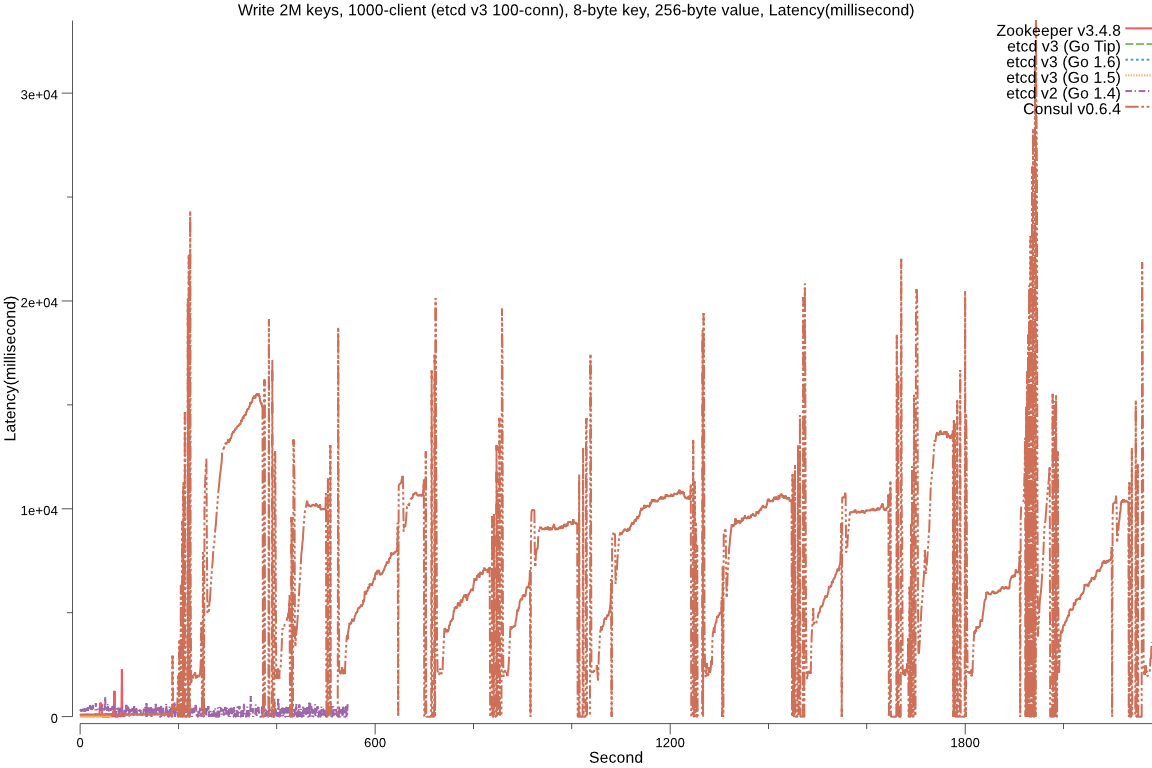 Write 2M keys, 1000-client (etcd v3 100-conn), 8-byte key, 256-byte value, Latency(millisecond)
Zookeeper v3.4.8
etcd v3 (Go Tip)
etcd v3 (Go 1.6)
etcd v3 (Go 1.5)
etcd v2 (Go 1.4)
Consul v0.6.4
Latency(millisecond)
3e+04
2e+04
1e+04
0
0 600 1200 1800
Second